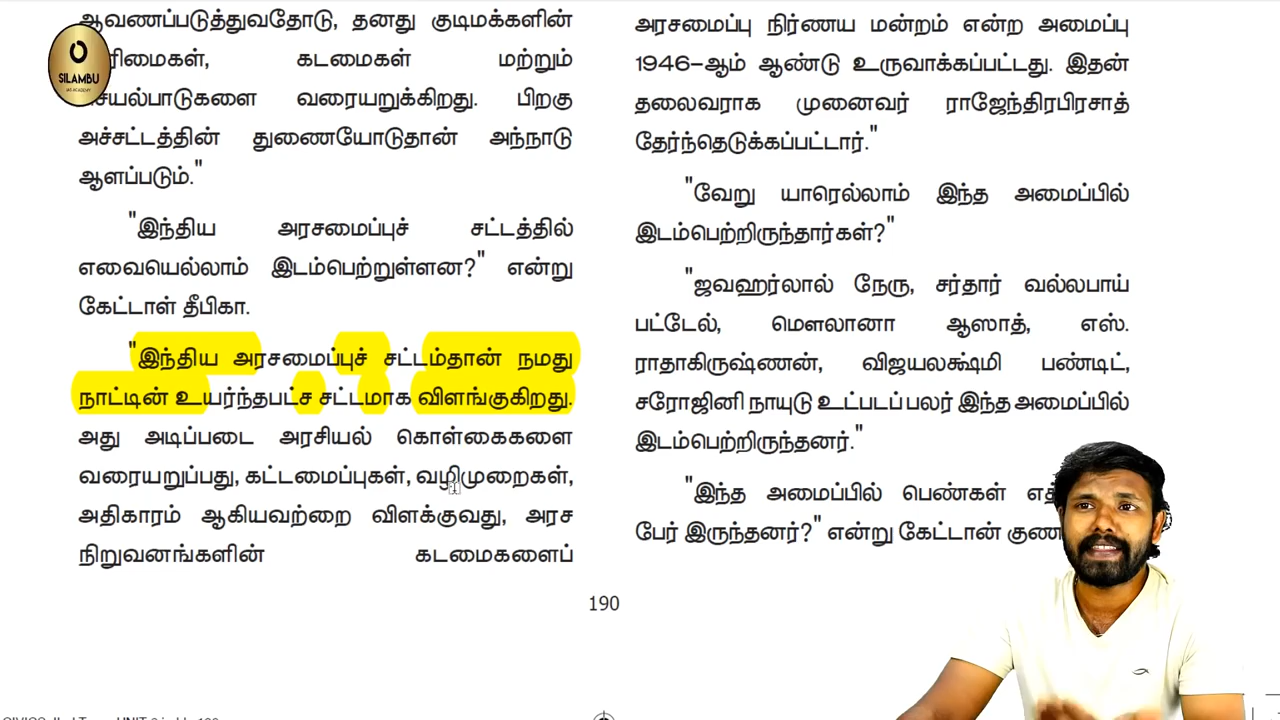 ஆவணப்படுத்துவதோடு, தனது குடிமக்களின்
கடமைகள் மற்றும்
வரையறுக்கிறது. பிறகு
அச்சட்டத்தின் துணையோடுதான் அந்நாடு
ஆளப்படும்."
"இந்திய அரசமைப்புச் சட்டத்தில்
எவையெல்லாம் இடம்பெற்றுள்ளன?" என்று
கேட்டாள் தீபிகா.
"இந்திய அரசமைப்புச் சட்டம்தான் நமது
நாட்டின் உயர்ந்தபட்ச சட்டமாக விளங்குகிறது.
அது அடிப்படை அரசியல் கொள்கைகளை
வரையறுப்பது, கட்டமைப்புகள், வழிமுறைகள்,
அதிகாரம் ஆகியவற்றை விளக்குவது, அரச
நிறுவனங்களின் கடமைகளைப்
அரசமைப்பு நிர்ணய மன்றம் என்ற அமைப்பு
1946-ஆம் ஆண்டு உருவாக்கப்பட்டது. இதன்
தலைவராக முனைவர் ராஜேந்திரபிரசாத்
தேர்ந்தெடுக்கப்பட்டார்."
"வேறு யாரெல்லாம் இந்த அமைப்பில்
இடம்பெற்றிருந்தார்கள்?"
"ஜவஹர்லால் நேரு, சர்தார் வல்லபாய்
பட்டேல், மௌலானா ஆஸாத், எஸ்.
ராதாகிருஷ்ணன், விஜயலக்ஷ்மி பண்டிட்,
சரோஜினி நாயுடு உட்படப் பலர் இந்த அமைப்பில்
இடம்பெற்றிருந்தனர்."
"இந்த அமைப்பில் பெண்கள்
பேர் இருந்தனர்?" என்று கேட்டான்
190
SILAMBU